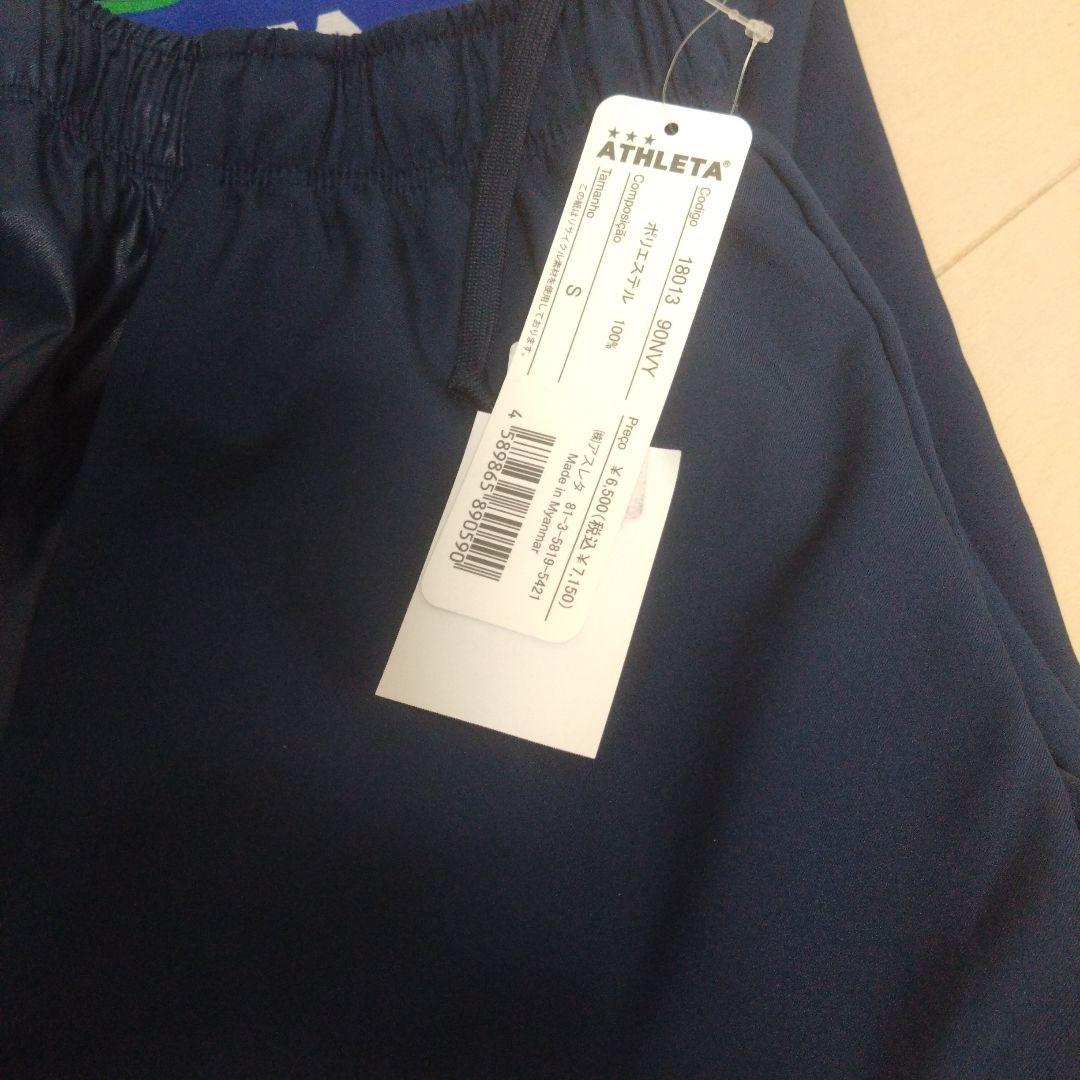 ATHLETA®
Codigo 18013 90NVY
Composição ポリエステル 100%
Tamanho S
この紙はリサイクル素材を使用しております。
Preço ¥6,500(税込¥7,150)
㈱アスレタ 81-3-5819-5421
Made in Myanmar
4 589865 890590